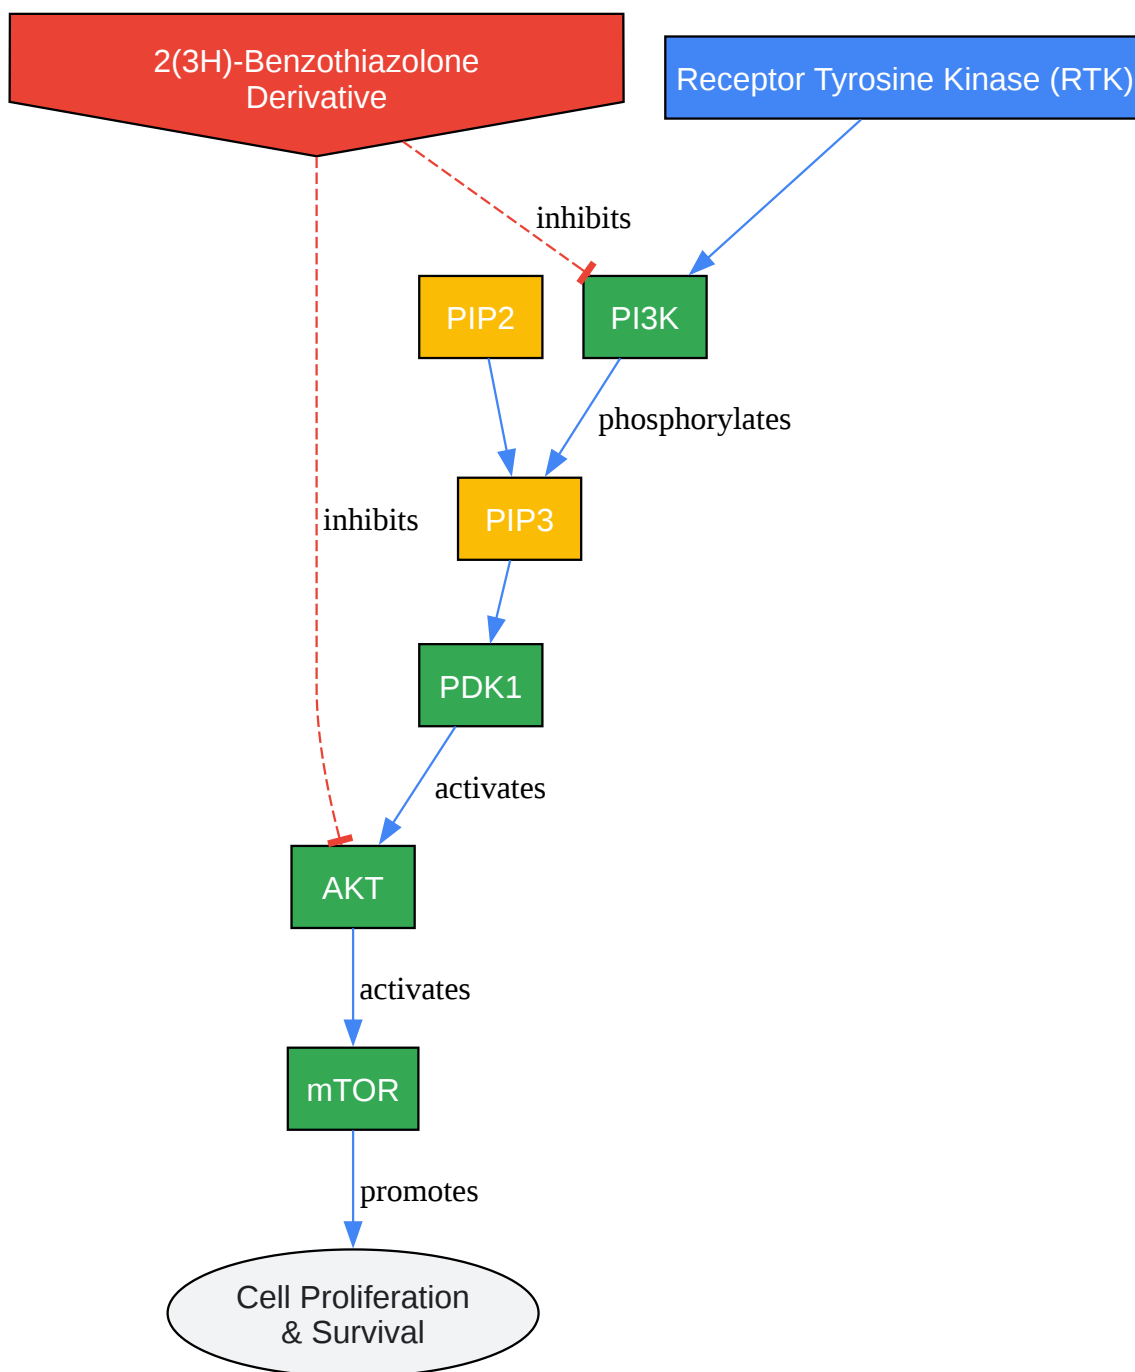 2(3H)-Benzothiazolone
Derivative
Receptor Tyrosine Kinase (RTK)
inhibits
PIP2
PI3K
phosphorylates
PIP3
inhibits
PDK1
activates
AKT
activates
mTOR
promotes
Cell Proliferation
& Survival